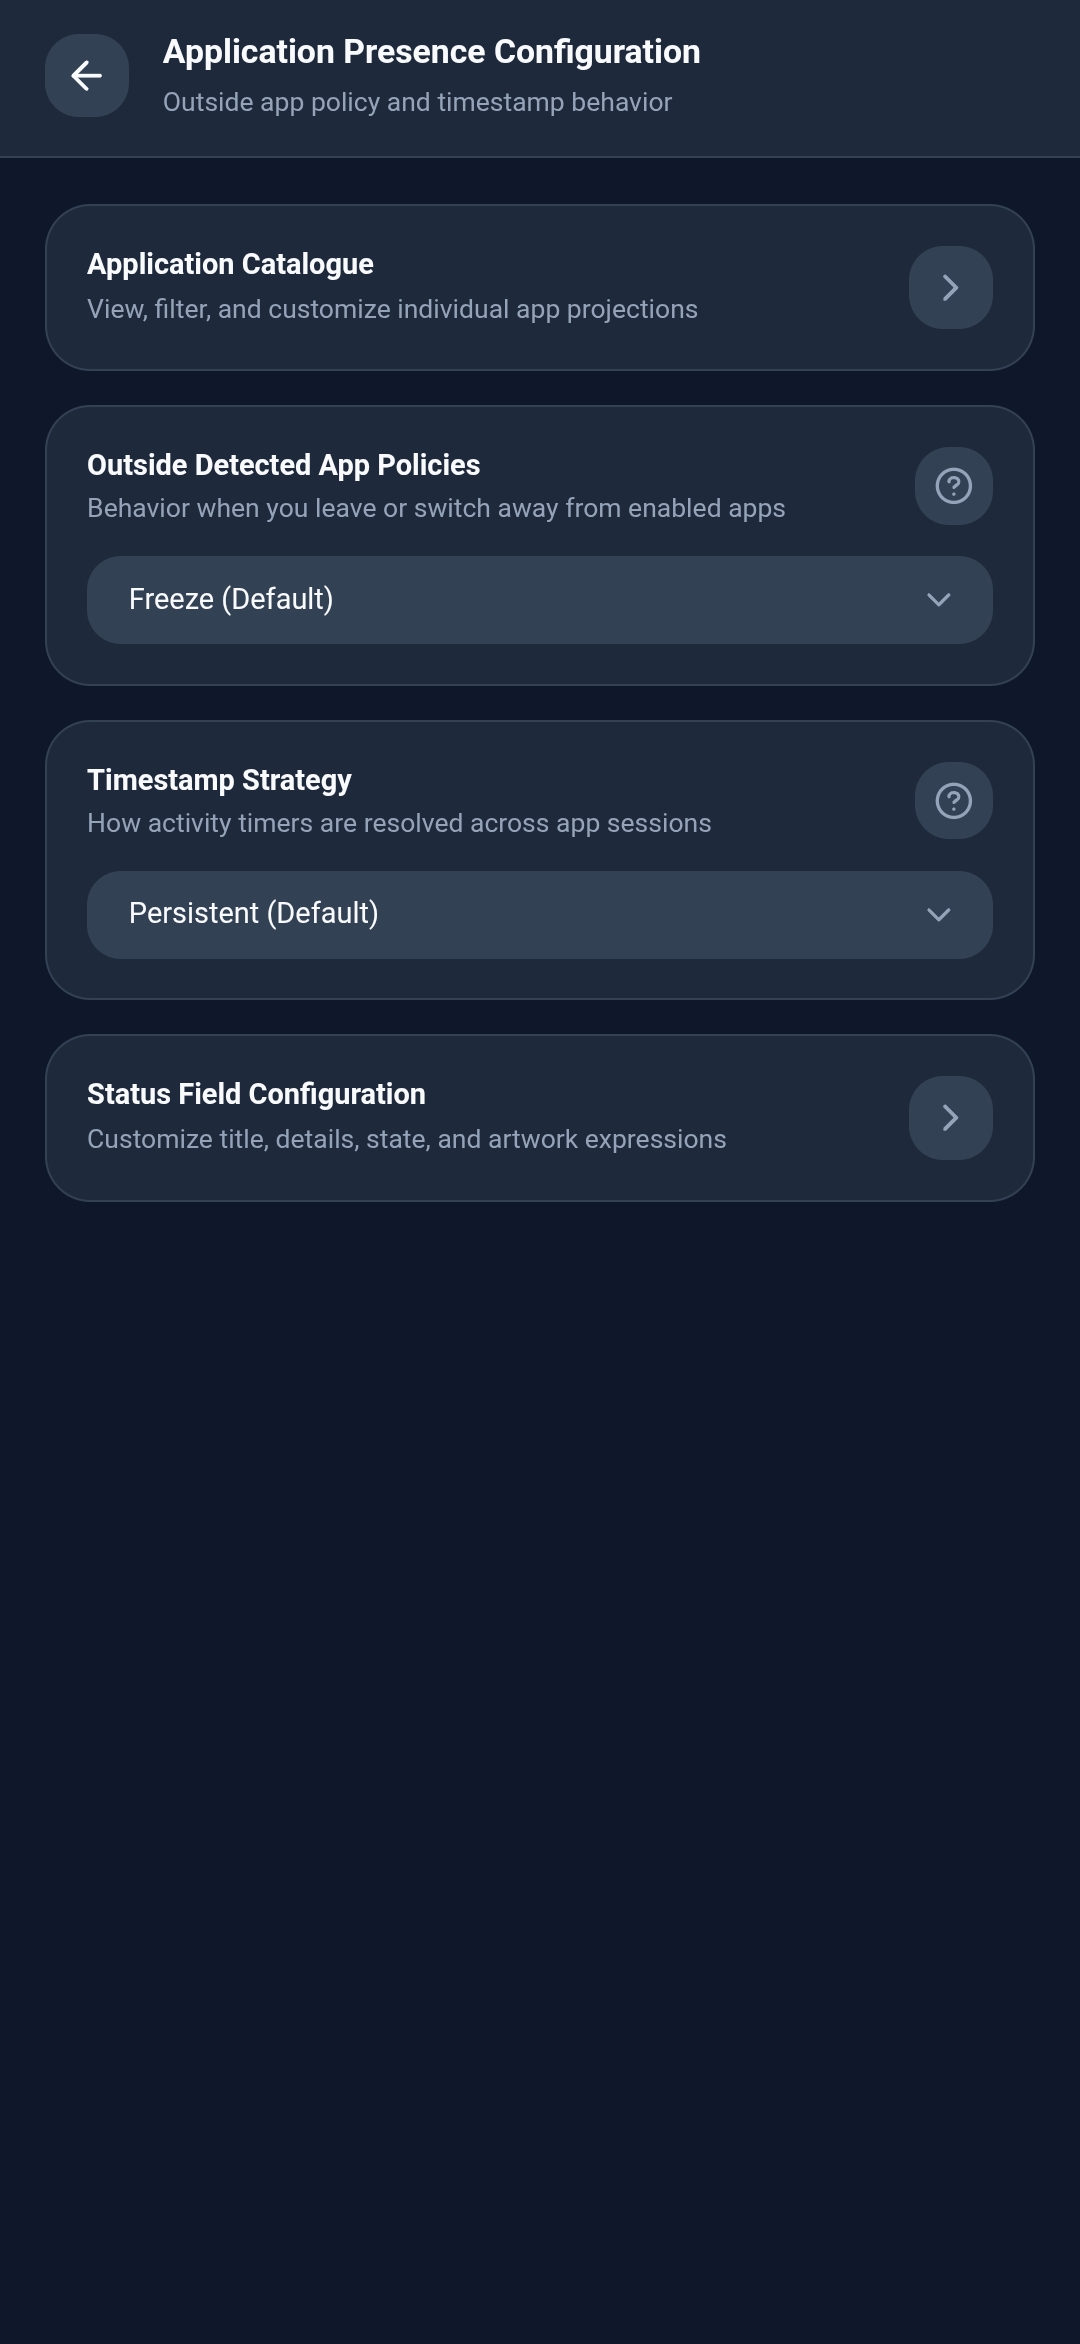 Application Presence Configuration
Outside app policy and timestamp behavior
Application Catalogue
View, filter, and customize individual app projections
Outside Detected App Policies
Behavior when you leave or switch away from enabled apps
Freeze (Default)
Timestamp Strategy
How activity timers are resolved across app sessions
Persistent (Default)
Status Field Configuration
Customize title, details, state, and artwork expressions